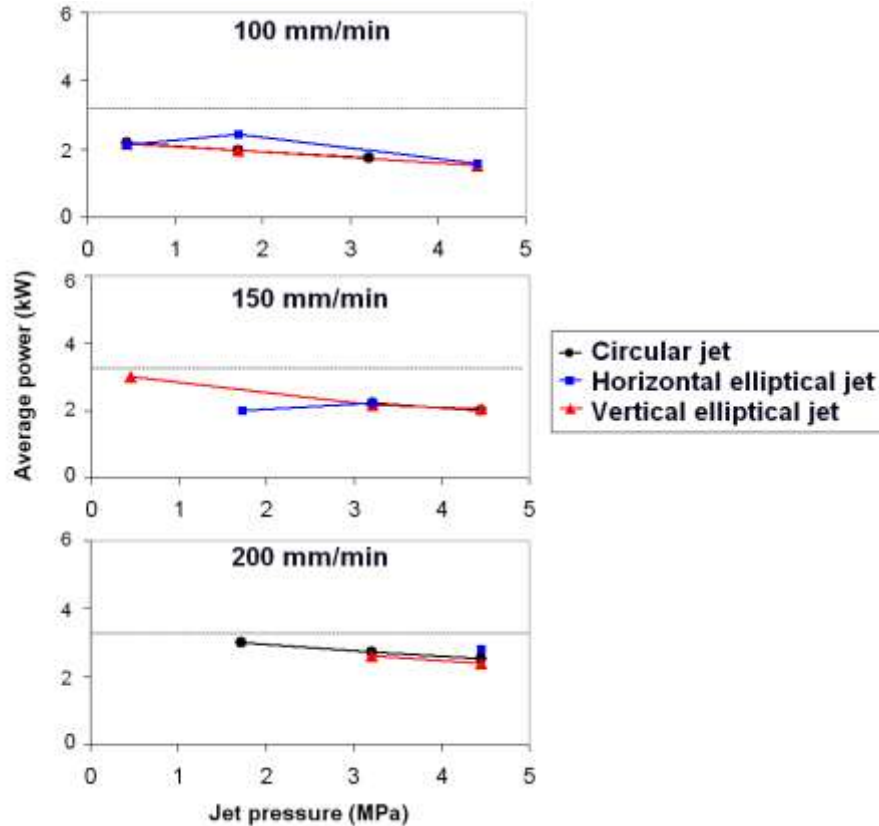 100 mm/min
6
4
2
0
0 1 2 3 4 5
150 mm/min
6
4
2
0
0 1 2 3 4 5
200 mm/min
6
4
2
0
0 1 2 3 4 5
Average power (kW)
Jet pressure (MPa)
Circular jet
Horizontal elliptical jet
Vertical elliptical jet